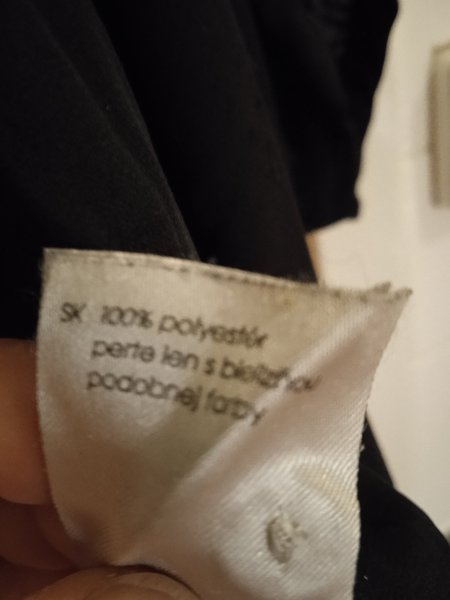 SK 100% polyestér
perte len s bielizňou
podobnej farby